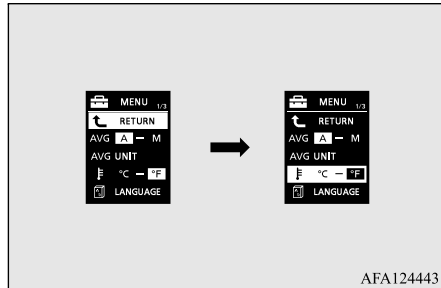 MENU 1/3
RETURN
AVG A – M
AVG UNIT
°C – °F
LANGUAGE
MENU 1/3
RETURN
AVG A – M
AVG UNIT
°C – °F
LANGUAGE
AFA124443